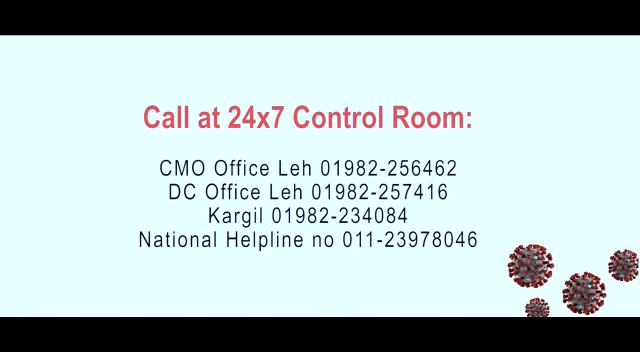 Call at 24x7 Control Room:
CMO Office Leh 01982-256462
DC Office Leh 01982-257416
Kargil 01982-234084
National Helpline no 011-23978046